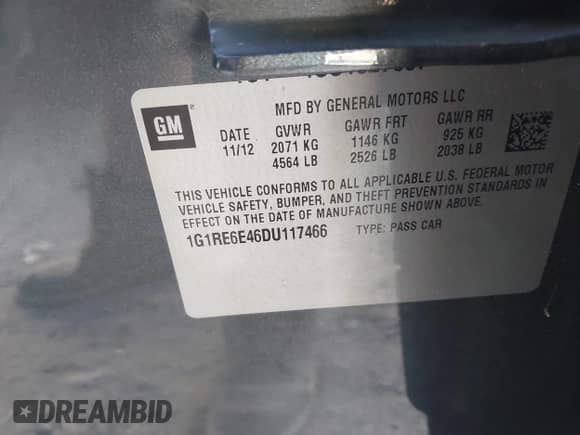 MFD BY GENERAL MOTORS LLC
GM
DATE GVWR GAWR FRT GAWR RR
11/12 2071 KG 1146 KG 925 KG
4564 LB 2526 LB 2038 LB
THIS VEHICLE CONFORMS TO ALL APPLICABLE U.S. FEDERAL MOTOR
VEHICLE SAFETY, BUMPER, AND THEFT PREVENTION STANDARDS IN
EFFECT ON THE DATE OF MANUFACTURE SHOWN ABOVE.
1G1RE6E46DU117466 TYPE: PASS CAR
DREAMBID